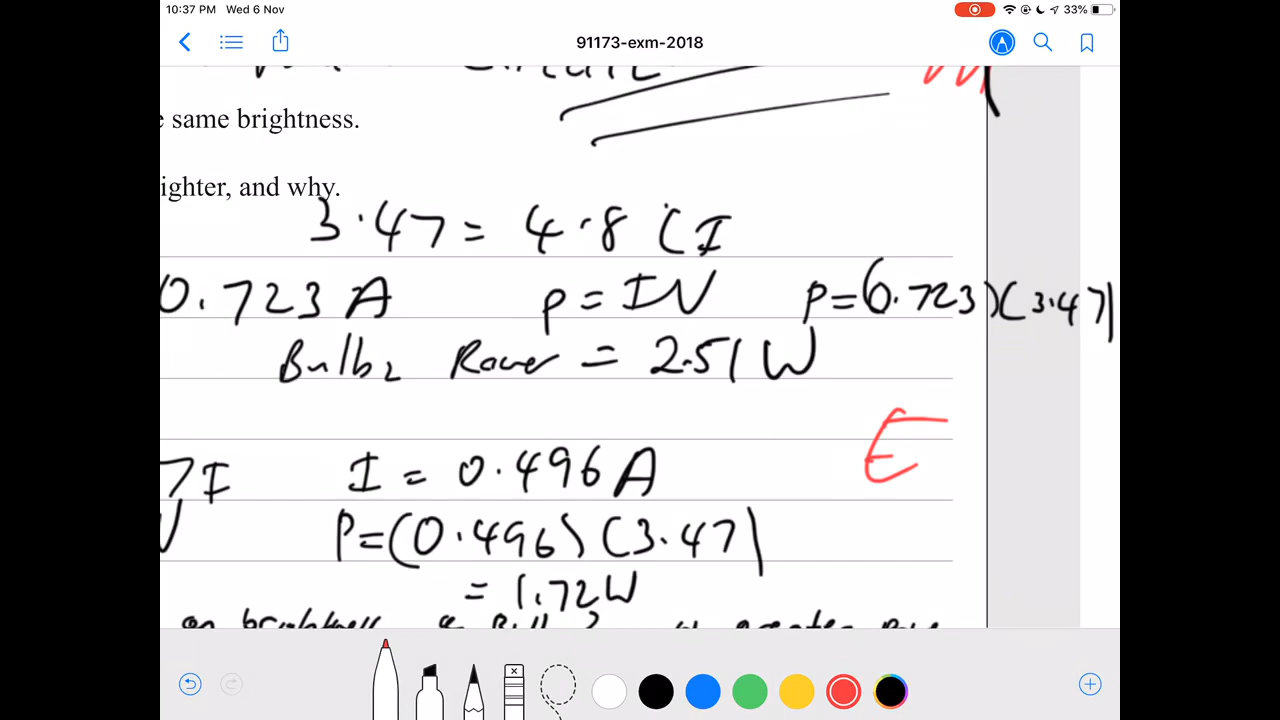 10:37 PM Wed 6 Nov 33%
91173-exm-2018
same brightness.
ighter, and why.
3.47 = 4.8 (I
0.723 A P = IV P=(0.723)(3.47)
Bulb2 Power = 2.51 W
E
7I I = 0.496 A
P=(0.496)(3.47)
= 1.72W
brightness